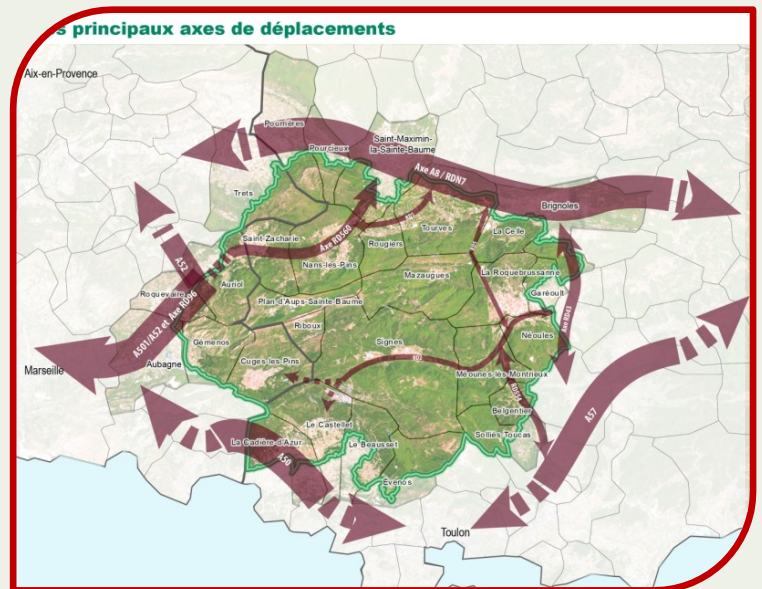 s principaux axes de déplacements
Aix-en-Provence
Pourrières
Saint-Maximin-
la-Sainte-Baume
Pourcieux
Axe A8 / RDN7
Trets
Brignoles
Saint-Zacharie
Axe RD560
Rougiers
Tourves
La Celle
A52
Nans-les-Pins
Mazaugues
La Roquebrussanne
Roquevaire
Auriol
Garéoult
Plan d'Aups-Sainte-Baume
A501/A52 et Axe RD96
Riboux
Axe RD43
Gémenos
Signes
Néoules
Marseille
Aubagne
Cuges-les-Pins
Méounes-lès-Montrieux
Belgentier
A57
Le Castellet
La Cadière-d'Azur
Le Beausset
Solliès-Toucas
A50
Évenos
Toulon